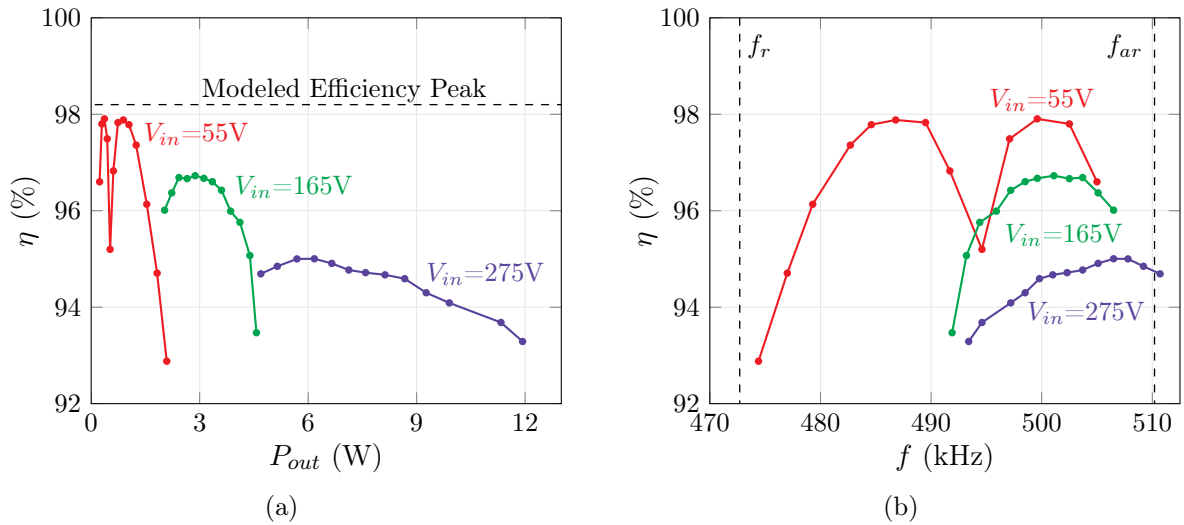 100
98
96
94
92
η (%)
Modeled Efficiency Peak
V_in=55V
V_in=165V
V_in=275V
0
3
6
9
12
P_out (W)
(a)
100
98
96
94
92
η (%)
f_r
f_ar
V_in=55V
V_in=165V
V_in=275V
470
480
490
500
510
f (kHz)
(b)